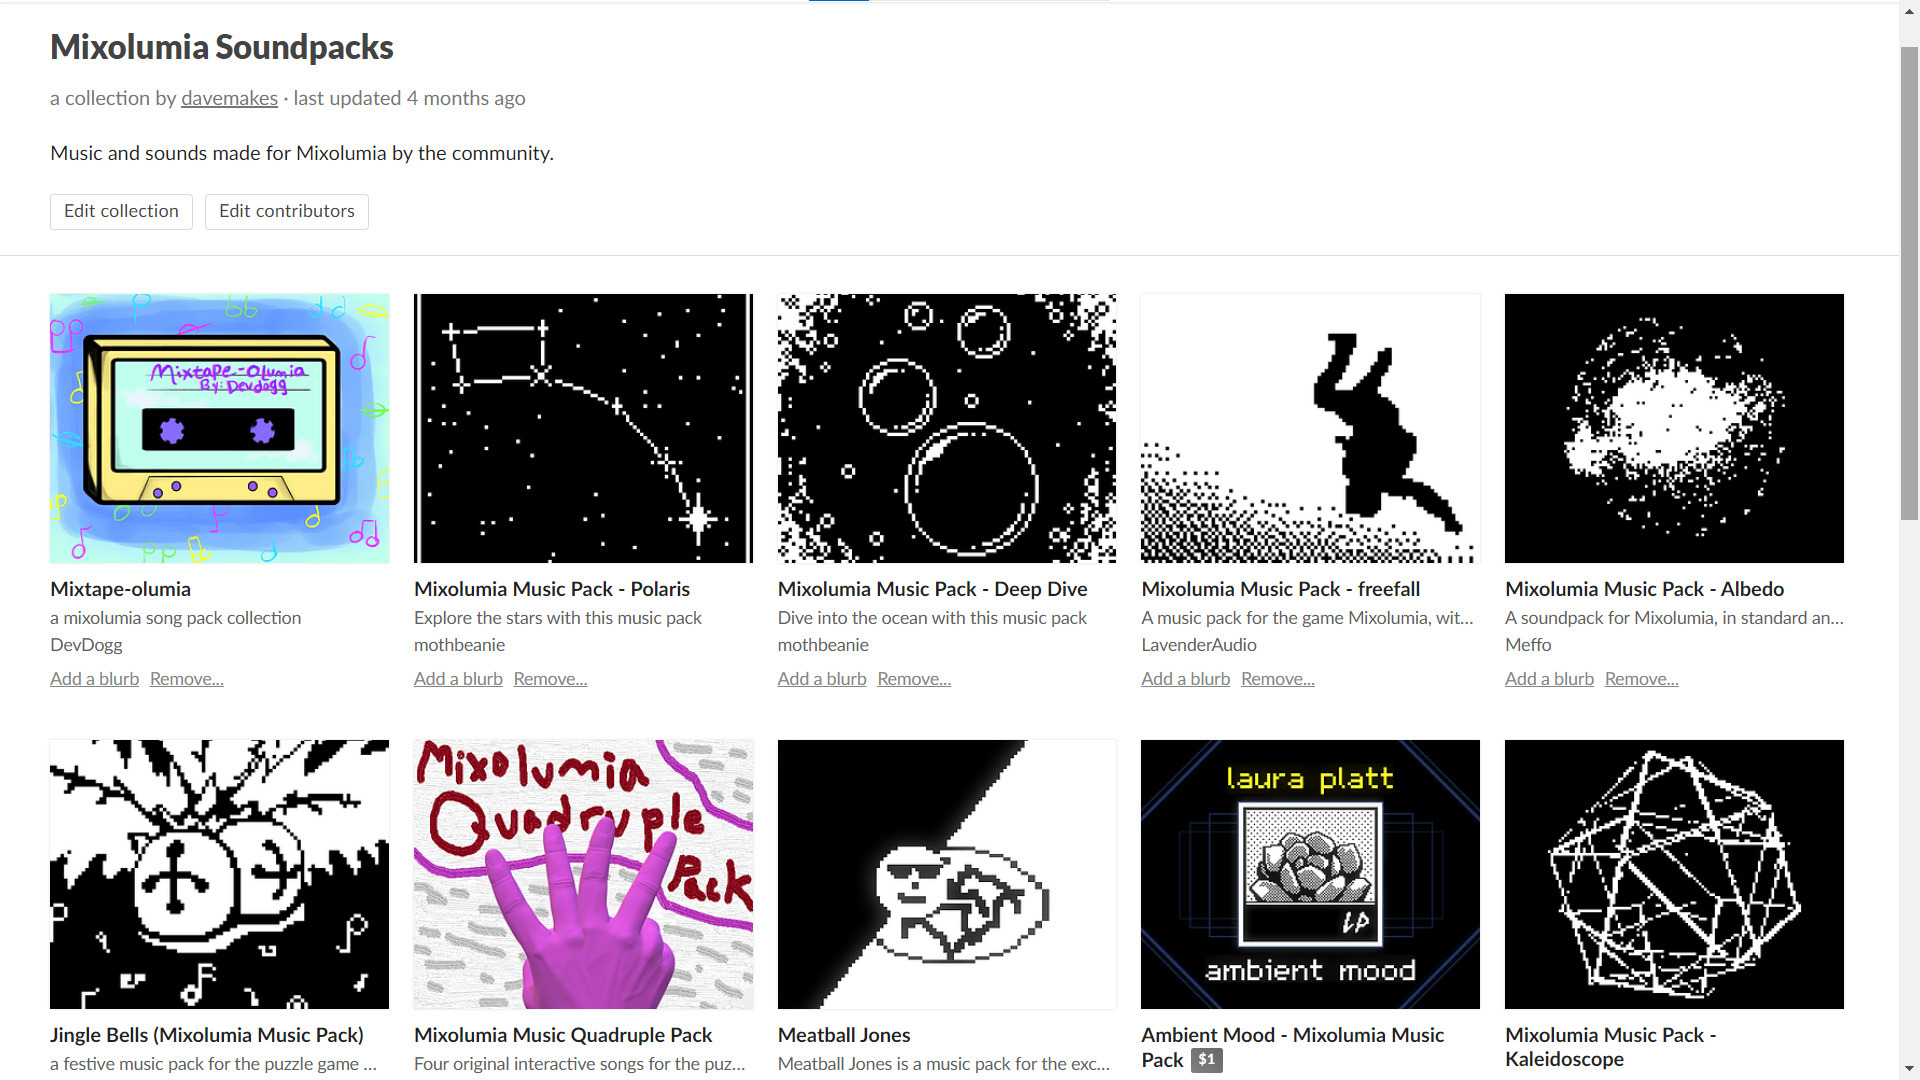 Mixolumia Soundpacks
a collection by davemakes · last updated 4 months ago
Music and sounds made for Mixolumia by the community.
Edit collection Edit contributors
Mixtape-Olumia
By: Devdogg
Mixtape-olumia
a mixolumia song pack collection
DevDogg
Add a blurb Remove...
Mixolumia Music Pack - Polaris
Explore the stars with this music pack
mothbeanie
Add a blurb Remove...
Mixolumia Music Pack - Deep Dive
Dive into the ocean with this music pack
mothbeanie
Add a blurb Remove...
Mixolumia Music Pack - freefall
A music pack for the game Mixolumia, wit...
LavenderAudio
Add a blurb Remove...
Mixolumia Music Pack - Albedo
A soundpack for Mixolumia, in standard an...
Meffo
Add a blurb Remove...
Jingle Bells (Mixolumia Music Pack)
a festive music pack for the puzzle game ...
Mixolumia
Quadruple
Pack
Mixolumia Music Quadruple Pack
Four original interactive songs for the puz...
Meatball Jones
Meatball Jones is a music pack for the exc...
laura platt
LP
ambient mood
Ambient Mood - Mixolumia Music
Pack $1
Mixolumia Music Pack -
Kaleidoscope